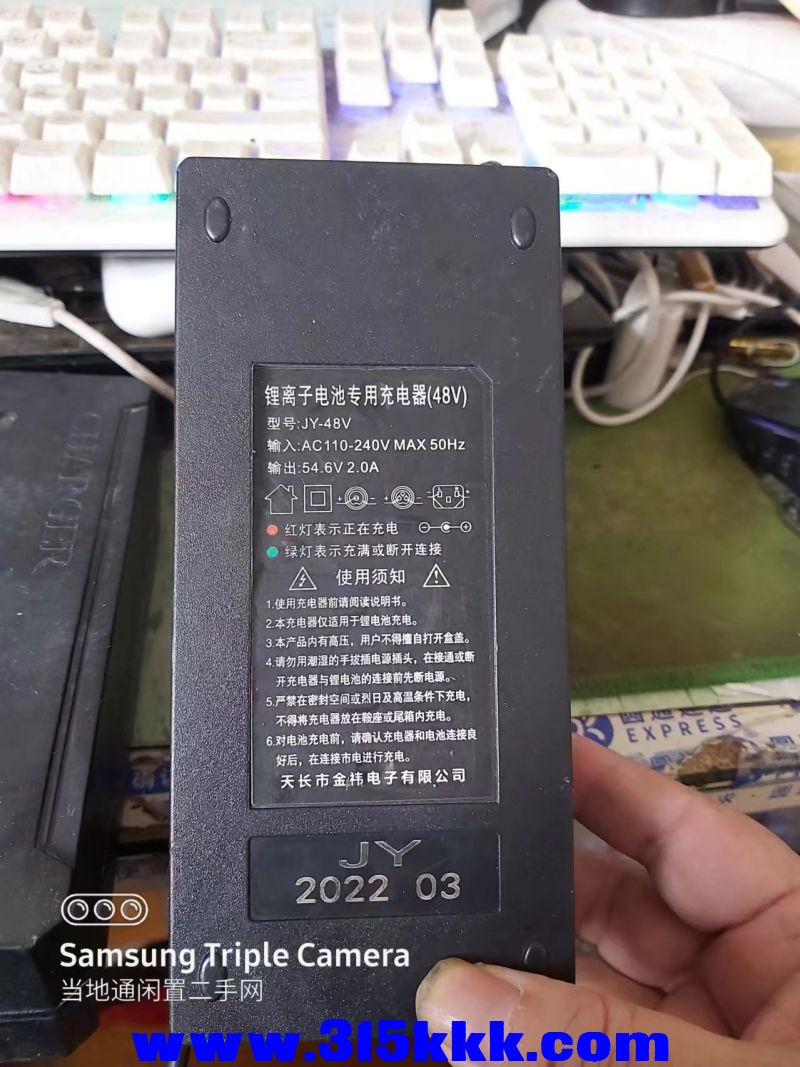 锂离子电池专用充电器(48V)
型号:JY-48V
输入:AC110-240V MAX 50Hz
输出:54.6V 2.0A
红灯表示正在充电
绿灯表示充满或断开连接
使用须知
1.使用充电器前请阅读说明书。
2.本充电器仅适用于锂电池充电。
3.本产品内有高压，用户不得擅自打开盒盖。
4.请勿用潮湿的手拔插电源插头，在接通或断
开充电器与锂电池的连接前先断电源。
5.严禁在密封空间或烈日及高温条件下充电，
不得将充电器放在鞍座或尾箱内充电。
6.对电池充电前，请确认充电器和电池连接良
好后，在连接市电进行充电。
天长市金祎电子有限公司
JY
2022 03
CHARGER
圆通速递
EXPRESS
Samsung Triple Camera
当地通闲置二手网
www.315kkk.com